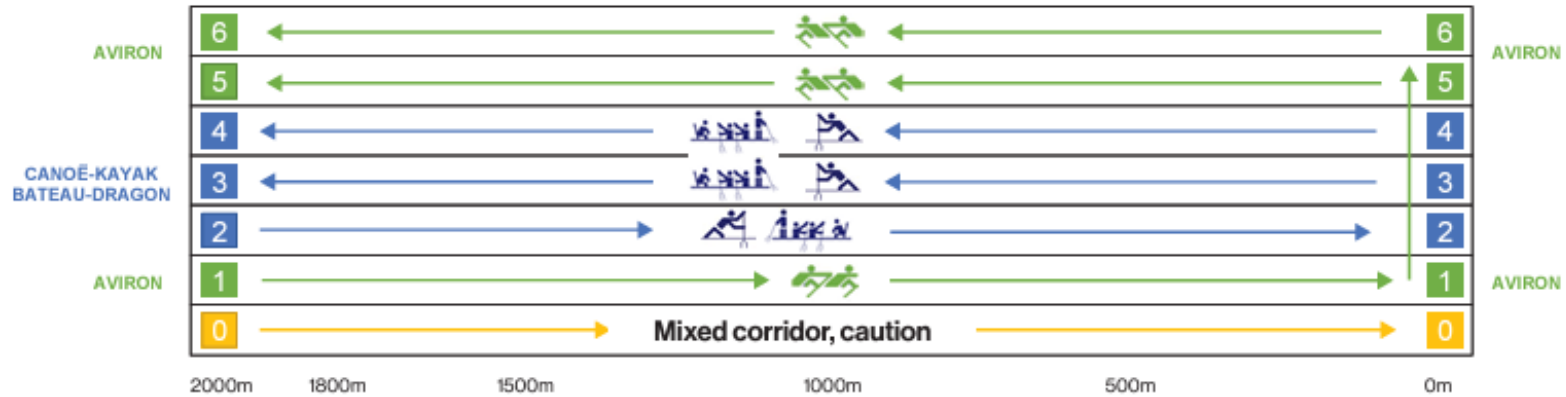 6 6
AVIRON AVIRON
5 5
4 4
CANOË-KAYAK
BATEAU-DRAGON
3 3
2 2
AVIRON 1 1 AVIRON
0 Mixed corridor, caution 0
2000m 1800m 1500m 1000m 500m 0m